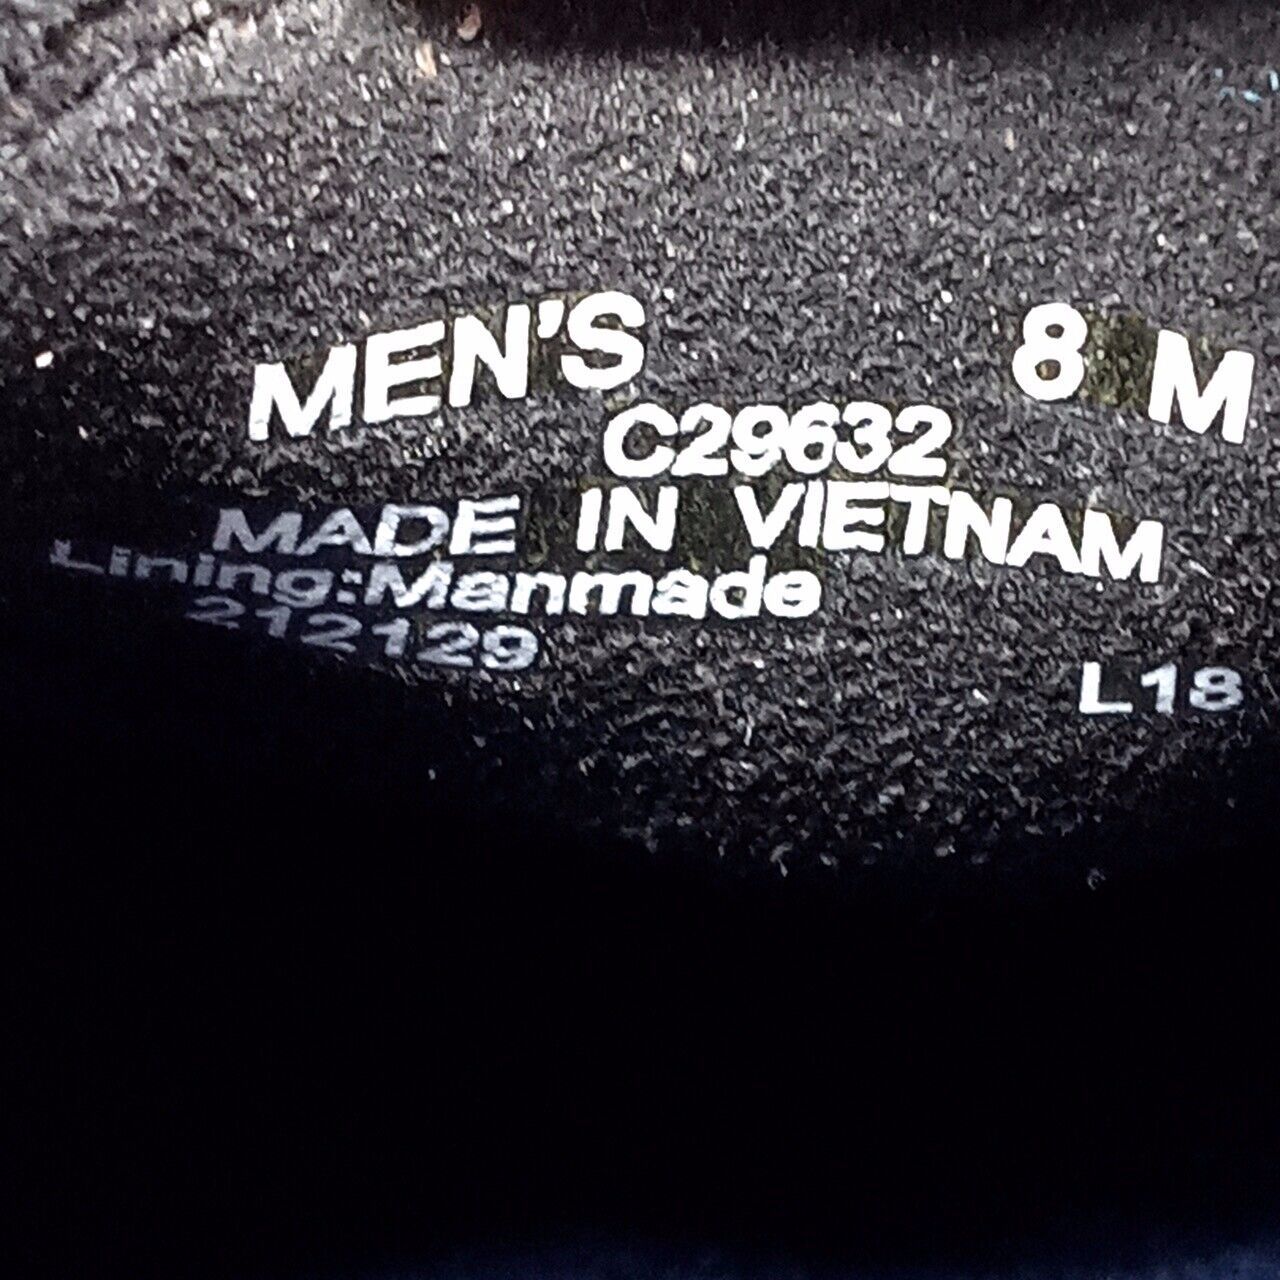 MEN'S 8 M
C29632
MADE IN VIETNAM
Lining:Manmade
212129 L18